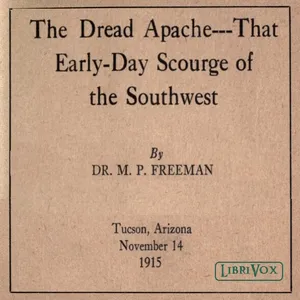 The Dread Apache---That
Early-Day Scourge of
the Southwest
By
DR. M. P. FREEMAN
Tucson, Arizona
November 14
1915
LIBRIVOX